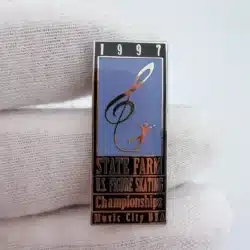 1997
STATE FARM
U.S. FIGURE SKATING
Championships
Music City USA